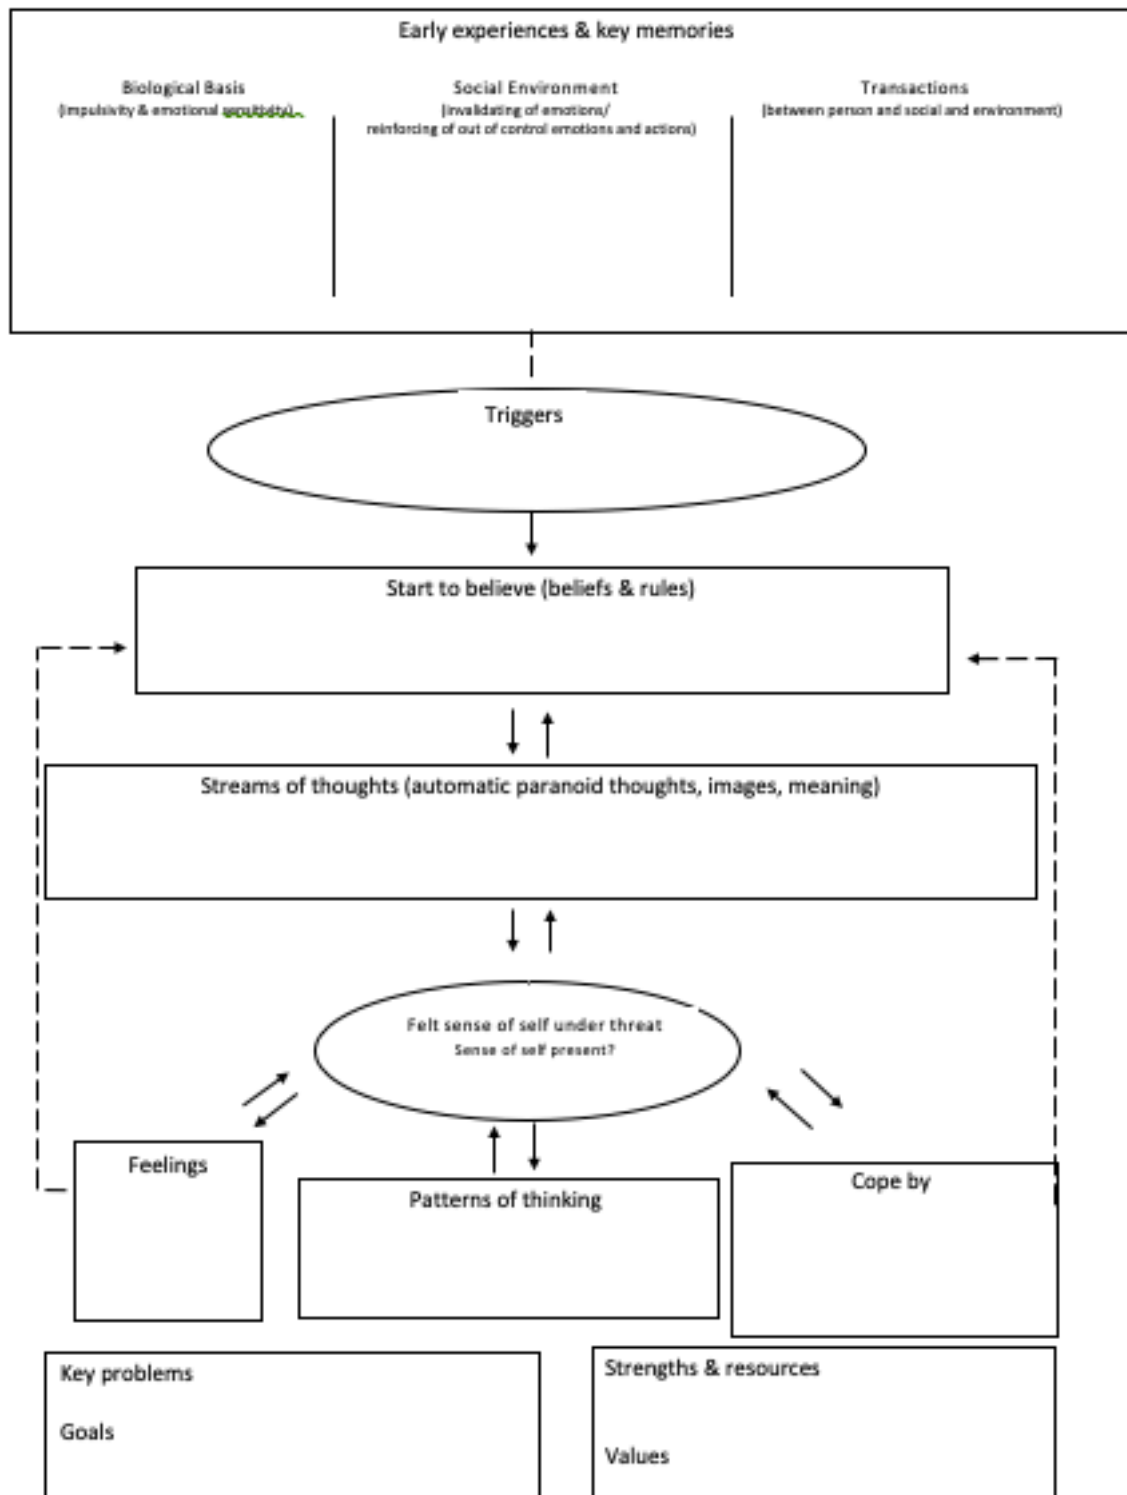 Early experiences & key memories
Biological Basis
(impulsivity & emotional sensitivity)
Social Environment
(invalidating of emotions/
reinforcing of out of control emotions and actions)
Transactions
(between person and social and environment)
Triggers
Start to believe (beliefs & rules)
Streams of thoughts (automatic paranoid thoughts, images, meaning)
Felt sense of self under threat
Sense of self present?
Feelings
Patterns of thinking
Cope by
Key problems
Goals
Strengths & resources
Values